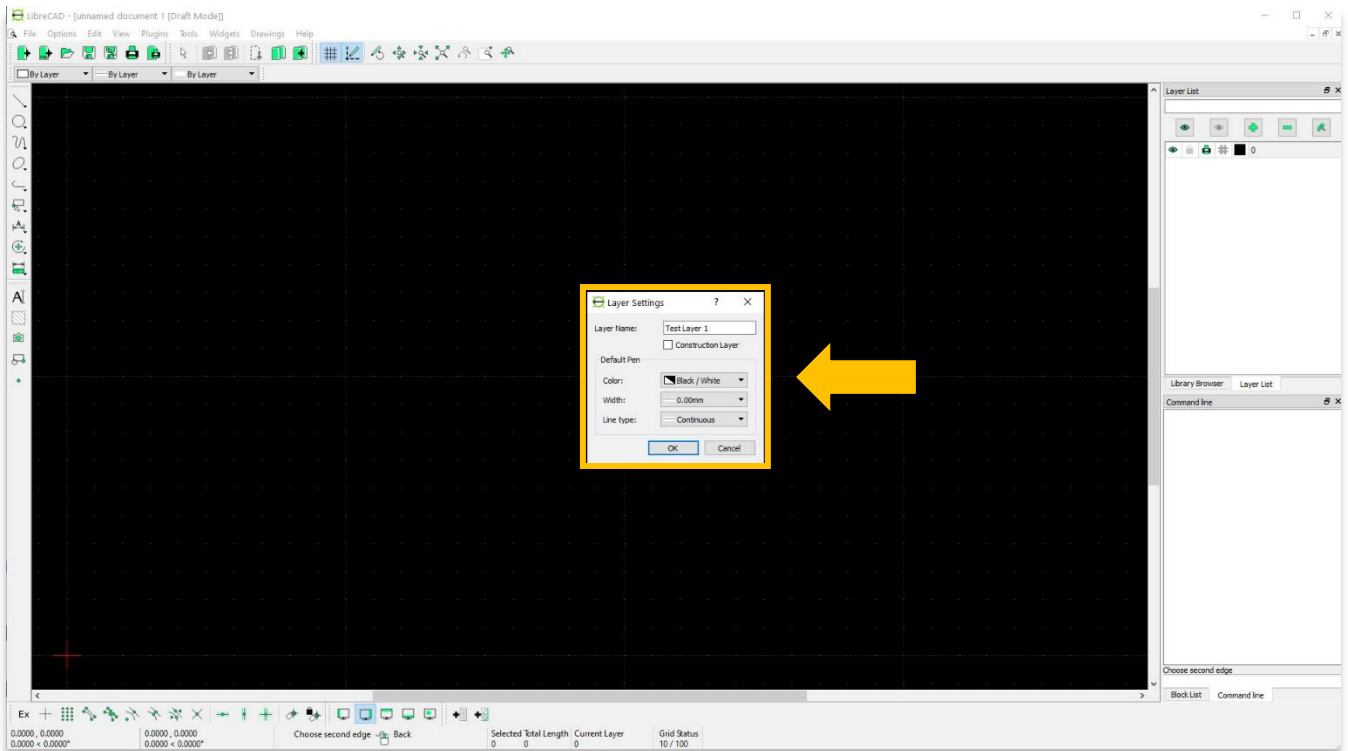 LibreCAD - [unnamed document 1 [Draft Mode]]
File Options Edit View Plugins Tools Widgets Drawings Help
By Layer By Layer By Layer
Layer List
0
Layer Settings ? ×
Layer Name: Test Layer 1
Construction Layer
Default Pen
Color: Black / White
Width: 0.00mm
Line type: Continuous
OK Cancel
Library Browser Layer List
Command line
Choose second edge
Block List Command line
Ex
0.0000 , 0.0000 0.0000 , 0.0000 Choose second edge Back Selected Total Length Current Layer Grid Status
0.0000 < 0.0000° 0.0000 < 0.0000° 0 0 0 10 / 100